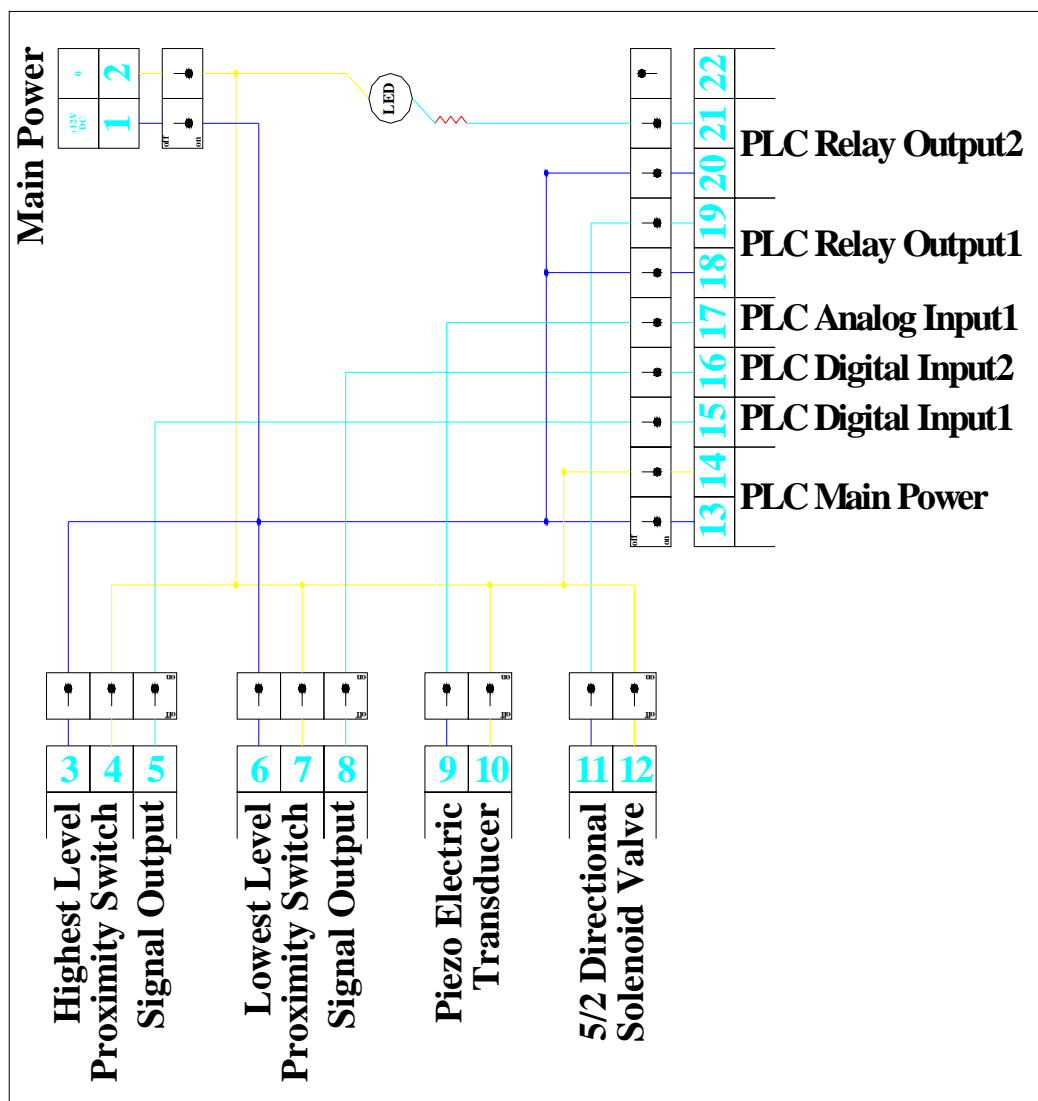 Main Power
0
2
+12V
DC
1
off
on
LED
22
21
20
PLC Relay Output2
19
18
PLC Relay Output1
17
PLC Analog Input1
16
PLC Digital Input2
15
PLC Digital Input1
14
13
PLC Main Power
off
on
on
off
on
off
on
off
on
off
3
4
5
6
7
8
9
10
11
12
Highest Level
Proximity Switch
Signal Output
Lowest Level
Proximity Switch
Signal Output
Piezo Electric
Transducer
5/2 Directional
Solenoid Valve